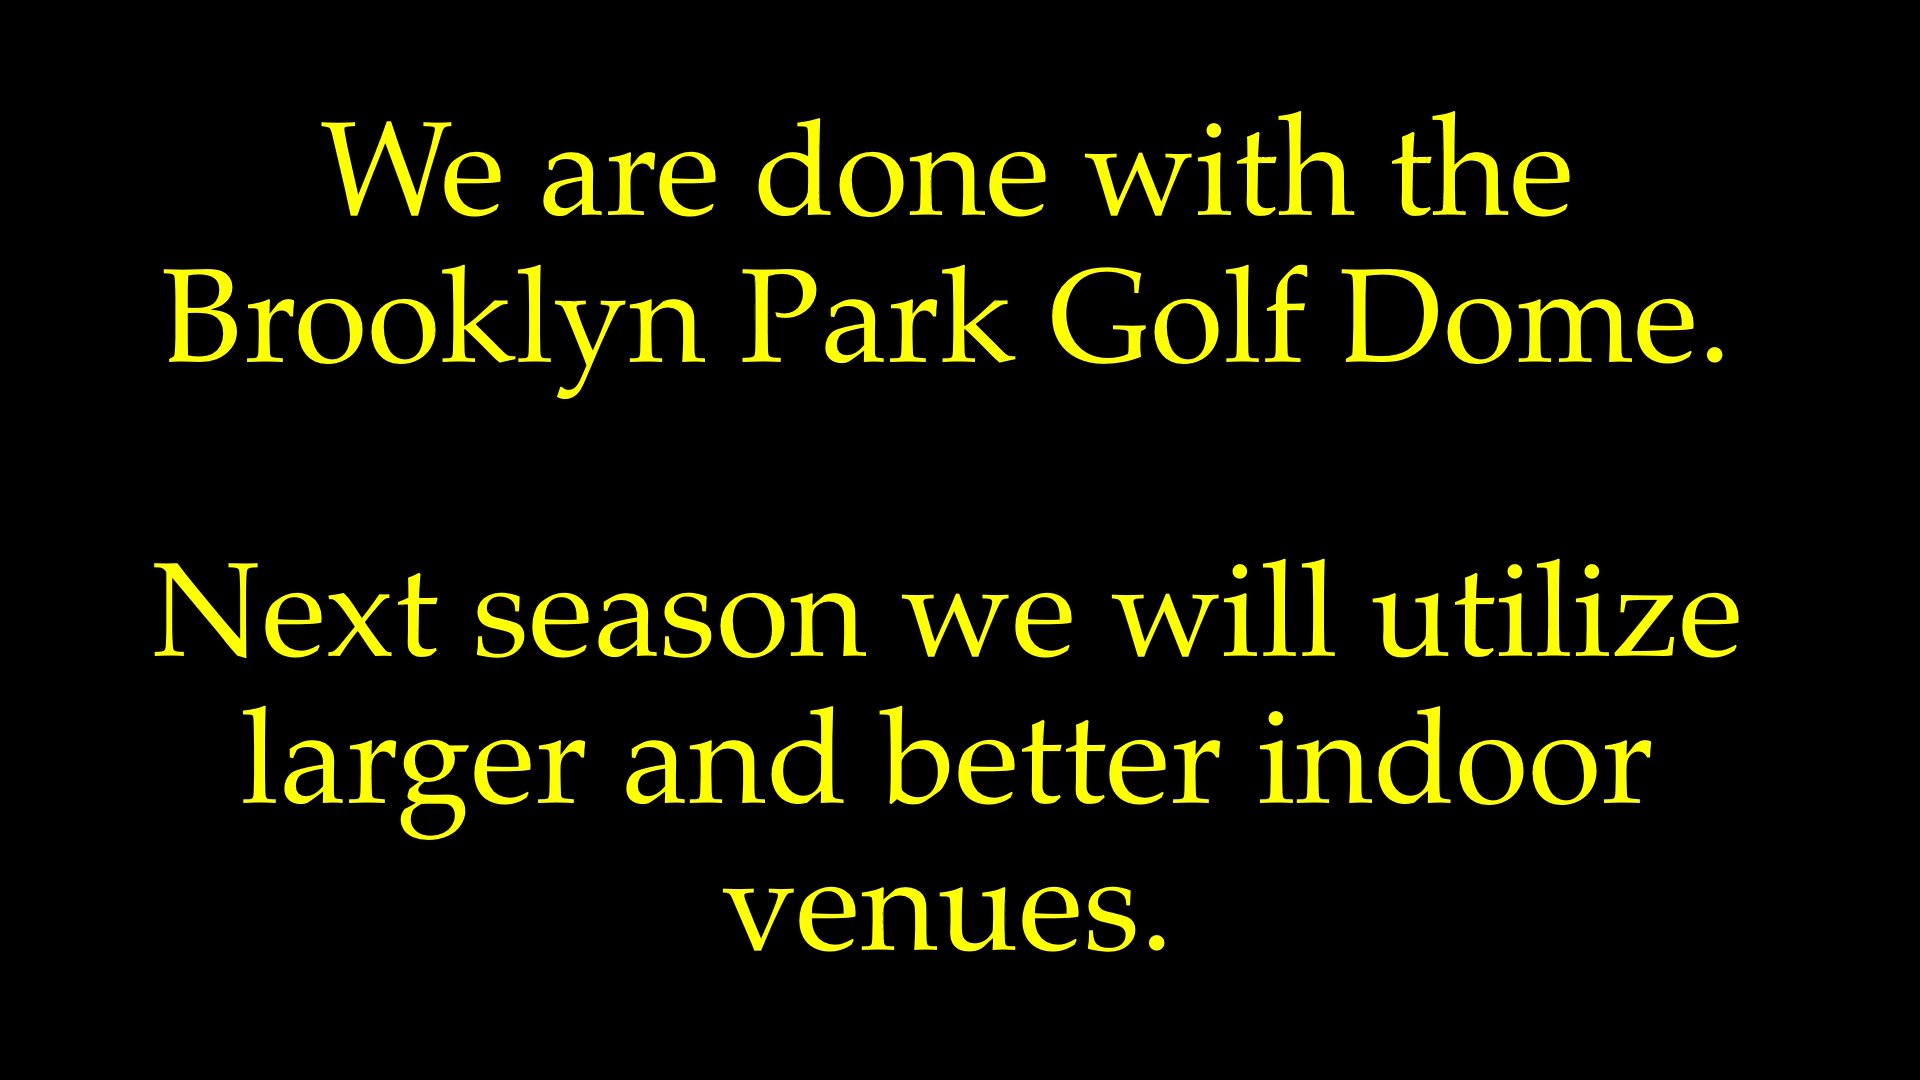 We are done with the
Brooklyn Park Golf Dome.
Next season we will utilize
larger and better indoor
venues.